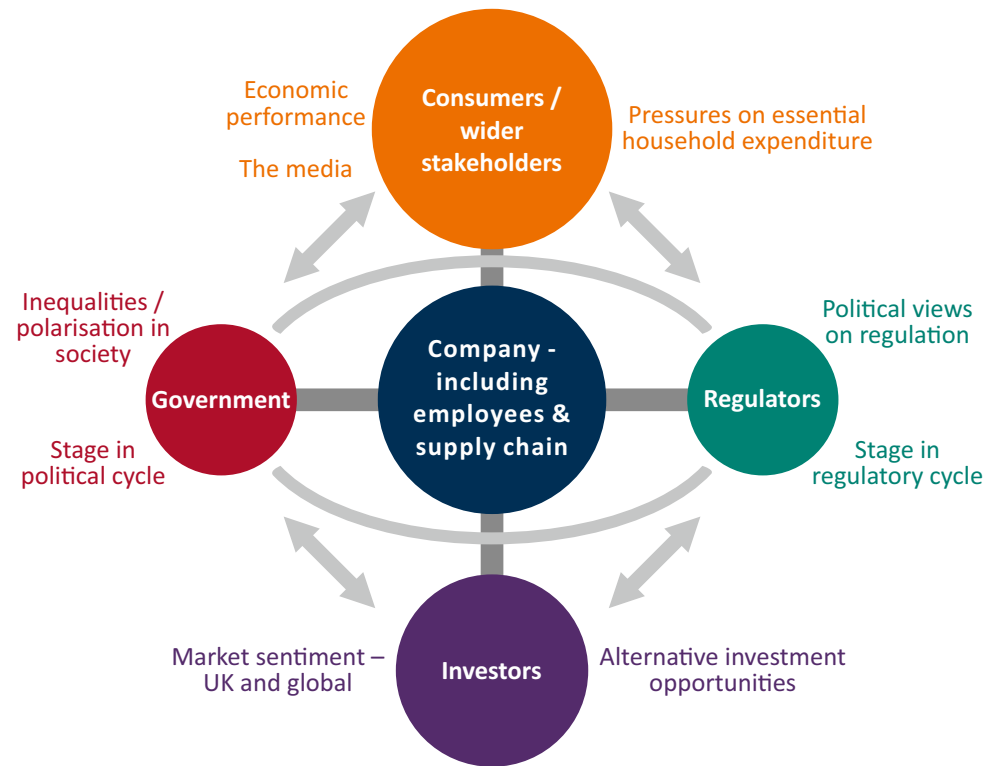 Economic
performance
The media
Consumers /
wider
stakeholders
Pressures on essential
household expenditure
Inequalities /
polarisation in
society
Government
Stage in
political cycle
Company -
including
employees &
supply chain
Political views
on regulation
Regulators
Stage in
regulatory cycle
Market sentiment –
UK and global
Investors
Alternative investment
opportunities